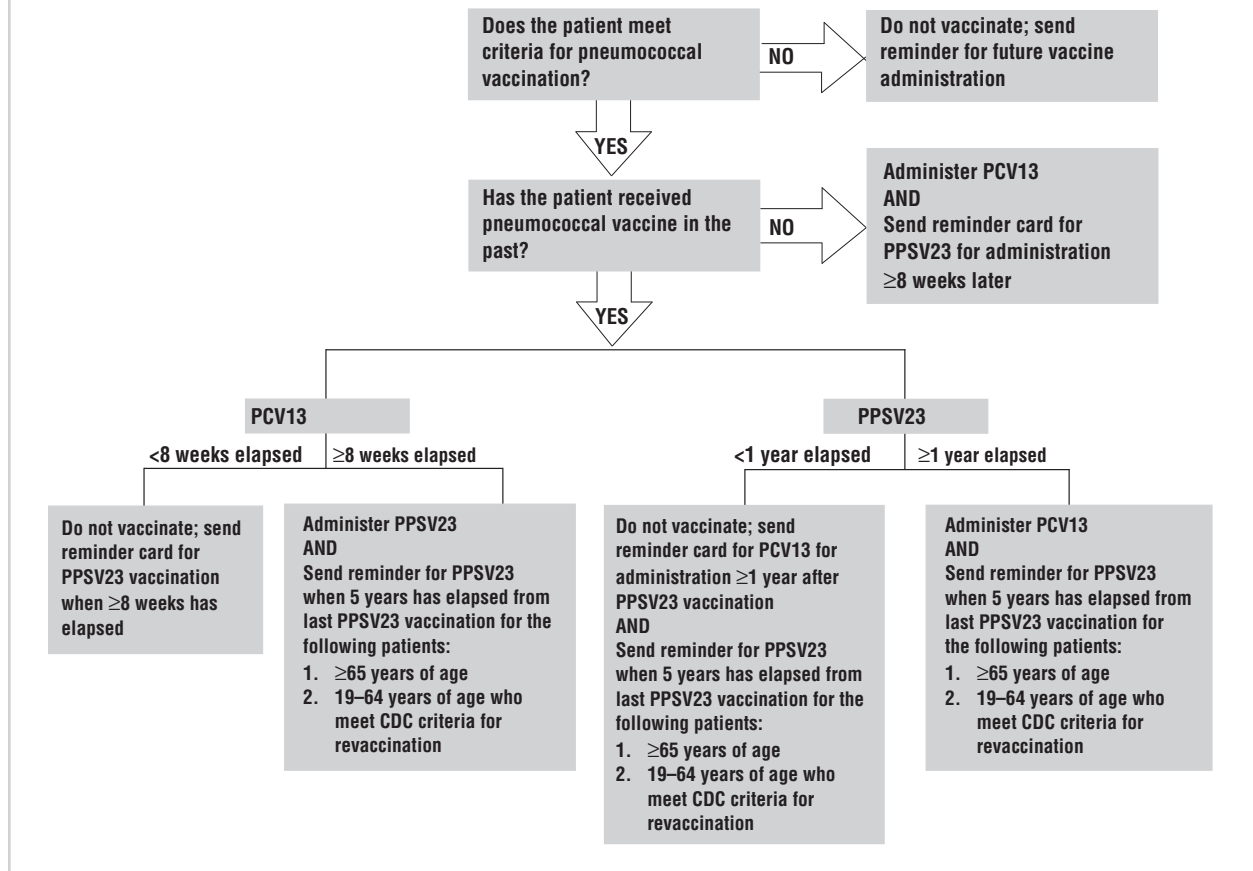 Does the patient meet
criteria for pneumococcal
vaccination?
NO
Do not vaccinate; send
reminder for future vaccine
administration
YES
Has the patient received
pneumococcal vaccine in the
past?
NO
Administer PCV13
AND
Send reminder card for
PPSV23 for administration
≥8 weeks later
YES
PCV13
PPSV23
<8 weeks elapsed
≥8 weeks elapsed
<1 year elapsed
≥1 year elapsed
Do not vaccinate; send
reminder card for
PPSV23 vaccination
when ≥8 weeks has
elapsed
Administer PPSV23
AND
Send reminder for PPSV23
when 5 years has elapsed from
last PPSV23 vaccination for the
following patients:
1. ≥65 years of age
2. 19–64 years of age who
meet CDC criteria for
revaccination
Do not vaccinate; send
reminder card for PCV13 for
administration ≥1 year after
PPSV23 vaccination
AND
Send reminder for PPSV23
when 5 years has elapsed from
last PPSV23 vaccination for the
following patients:
1. ≥65 years of age
2. 19–64 years of age who
meet CDC criteria for
revaccination
Administer PCV13
AND
Send reminder for PPSV23
when 5 years has elapsed from
last PPSV23 vaccination for
the following patients:
1. ≥65 years of age
2. 19–64 years of age who
meet CDC criteria for
revaccination